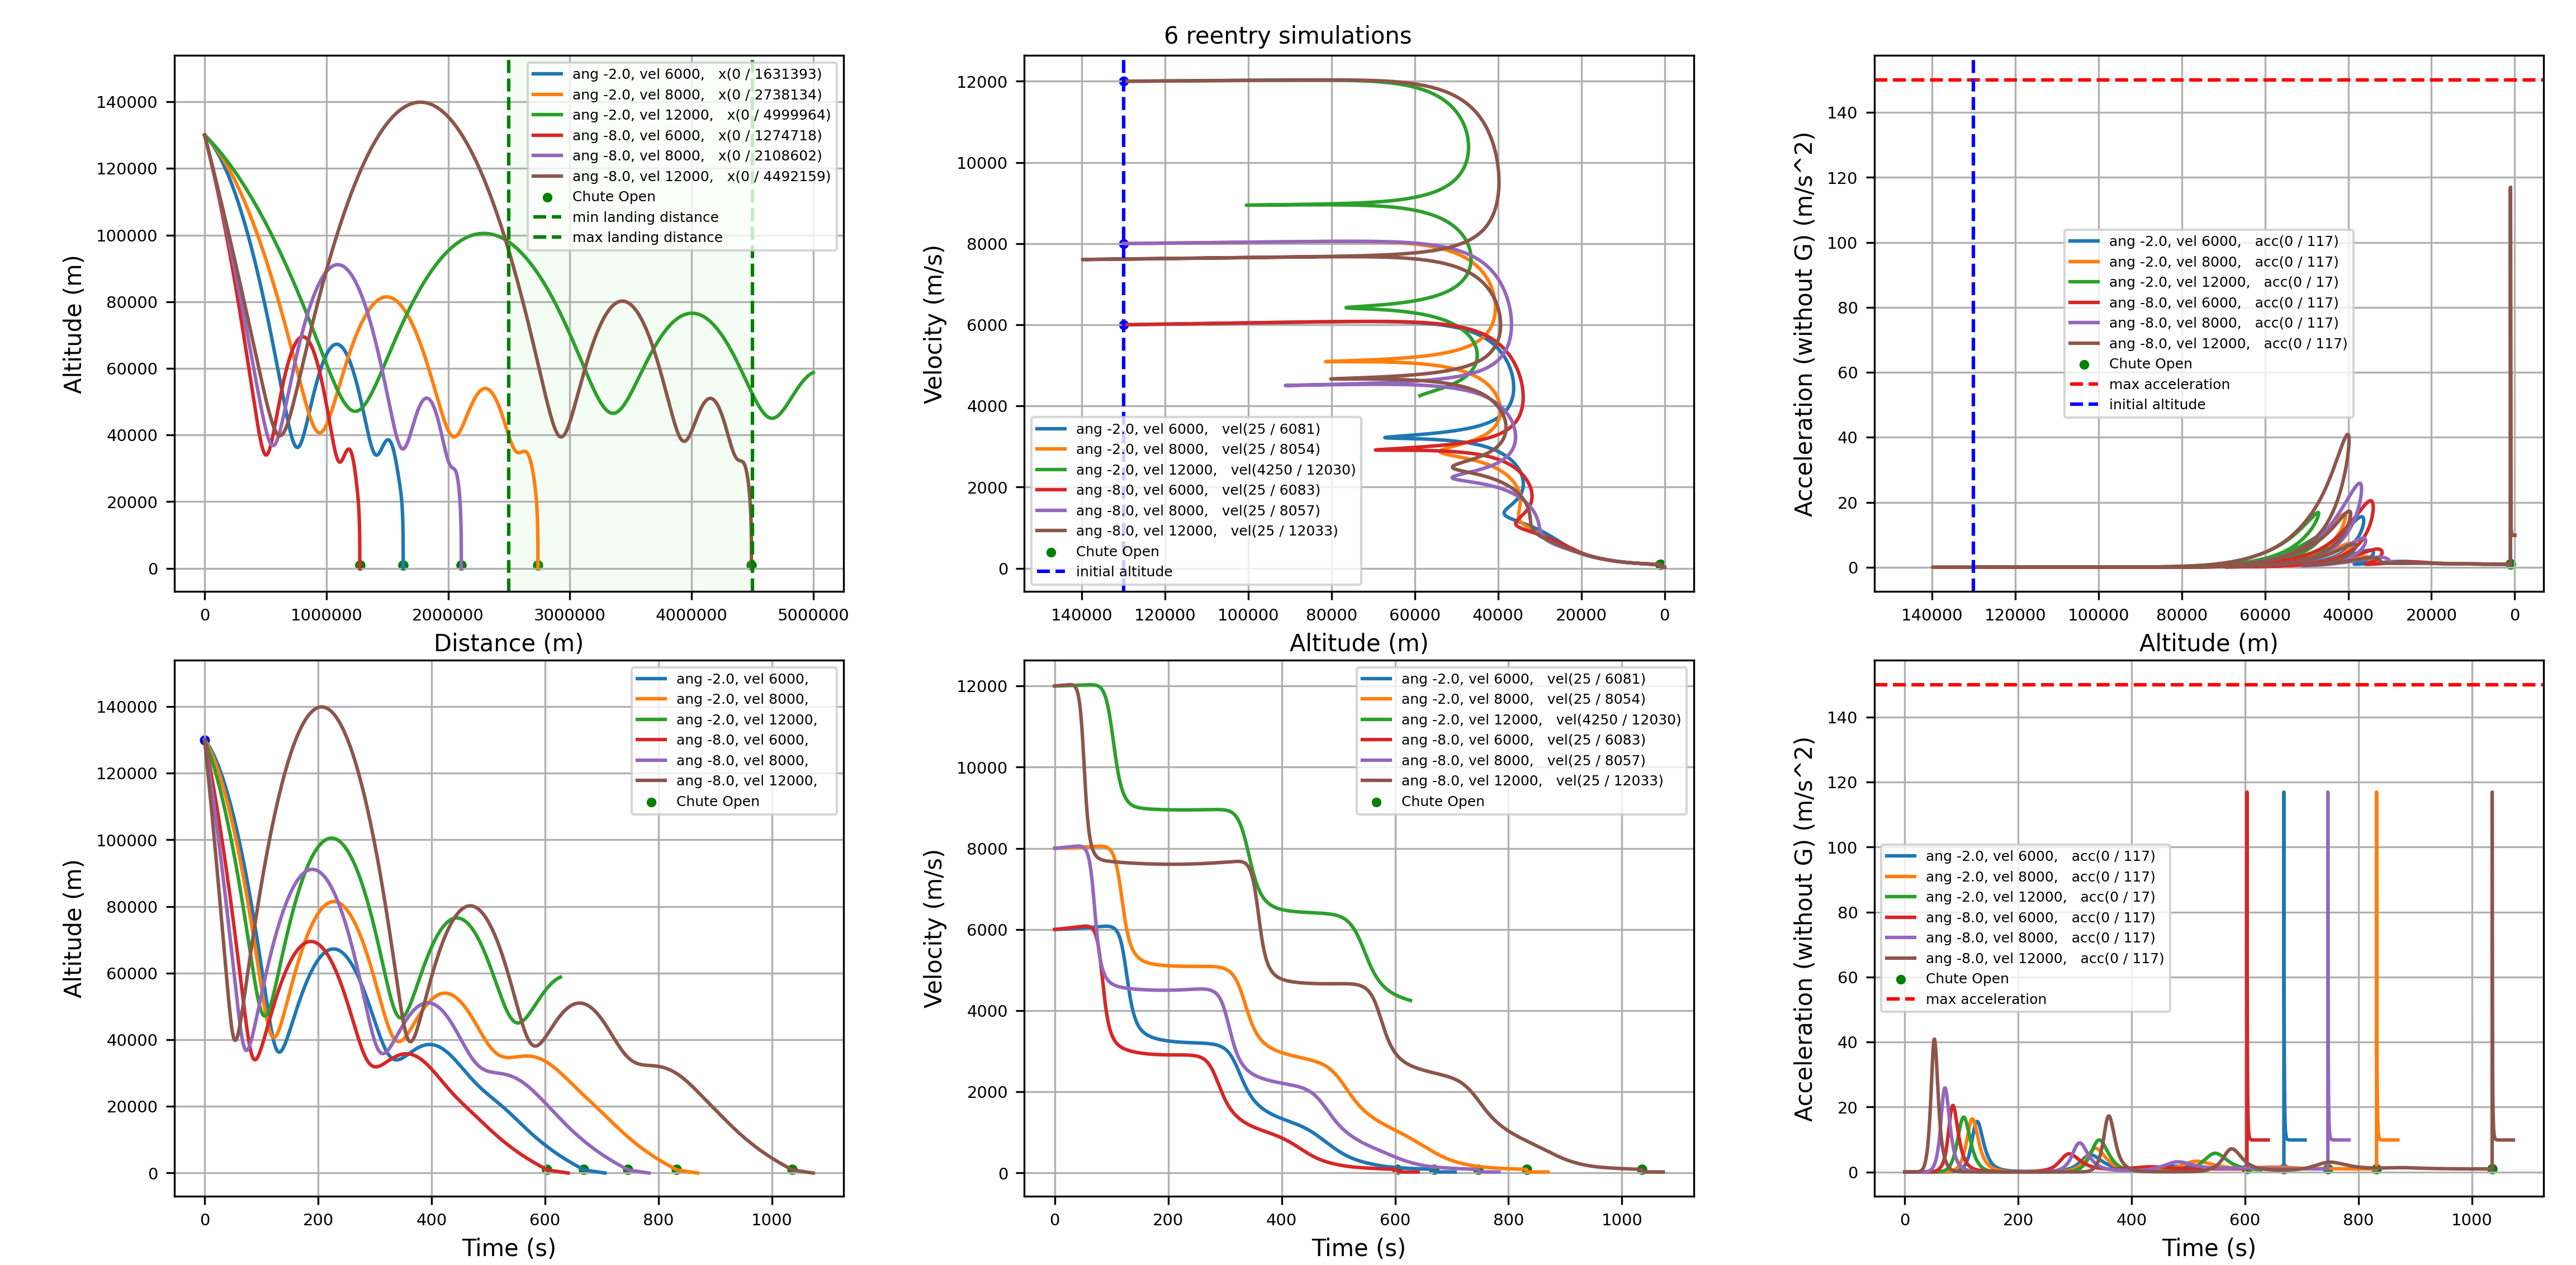 6 reentry simulations
Altitude (m)
140000
120000
100000
80000
60000
40000
20000
0
ang -2.0, vel 6000, x(0 / 1631393)
ang -2.0, vel 8000, x(0 / 2738134)
ang -2.0, vel 12000, x(0 / 4999964)
ang -8.0, vel 6000, x(0 / 1274718)
ang -8.0, vel 8000, x(0 / 2108602)
ang -8.0, vel 12000, x(0 / 4492159)
Chute Open
min landing distance
max landing distance
0 1000000 2000000 3000000 4000000 5000000
Distance (m)
Velocity (m/s)
12000
10000
8000
6000
4000
2000
0
ang -2.0, vel 6000, vel(25 / 6081)
ang -2.0, vel 8000, vel(25 / 8054)
ang -2.0, vel 12000, vel(4250 / 12030)
ang -8.0, vel 6000, vel(25 / 6083)
ang -8.0, vel 8000, vel(25 / 8057)
ang -8.0, vel 12000, vel(25 / 12033)
Chute Open
initial altitude
140000 120000 100000 80000 60000 40000 20000 0
Altitude (m)
Acceleration (without G) (m/s^2)
140
120
100
80
60
40
20
0
ang -2.0, vel 6000, acc(0 / 117)
ang -2.0, vel 8000, acc(0 / 117)
ang -2.0, vel 12000, acc(0 / 17)
ang -8.0, vel 6000, acc(0 / 117)
ang -8.0, vel 8000, acc(0 / 117)
ang -8.0, vel 12000, acc(0 / 117)
Chute Open
max acceleration
initial altitude
140000 120000 100000 80000 60000 40000 20000 0
Altitude (m)
Altitude (m)
140000
120000
100000
80000
60000
40000
20000
0
ang -2.0, vel 6000,
ang -2.0, vel 8000,
ang -2.0, vel 12000,
ang -8.0, vel 6000,
ang -8.0, vel 8000,
ang -8.0, vel 12000,
Chute Open
0 200 400 600 800 1000
Time (s)
Velocity (m/s)
12000
10000
8000
6000
4000
2000
0
ang -2.0, vel 6000, vel(25 / 6081)
ang -2.0, vel 8000, vel(25 / 8054)
ang -2.0, vel 12000, vel(4250 / 12030)
ang -8.0, vel 6000, vel(25 / 6083)
ang -8.0, vel 8000, vel(25 / 8057)
ang -8.0, vel 12000, vel(25 / 12033)
Chute Open
0 200 400 600 800 1000
Time (s)
Acceleration (without G) (m/s^2)
140
120
100
80
60
40
20
0
ang -2.0, vel 6000, acc(0 / 117)
ang -2.0, vel 8000, acc(0 / 117)
ang -2.0, vel 12000, acc(0 / 17)
ang -8.0, vel 6000, acc(0 / 117)
ang -8.0, vel 8000, acc(0 / 117)
ang -8.0, vel 12000, acc(0 / 117)
Chute Open
max acceleration
0 200 400 600 800 1000
Time (s)